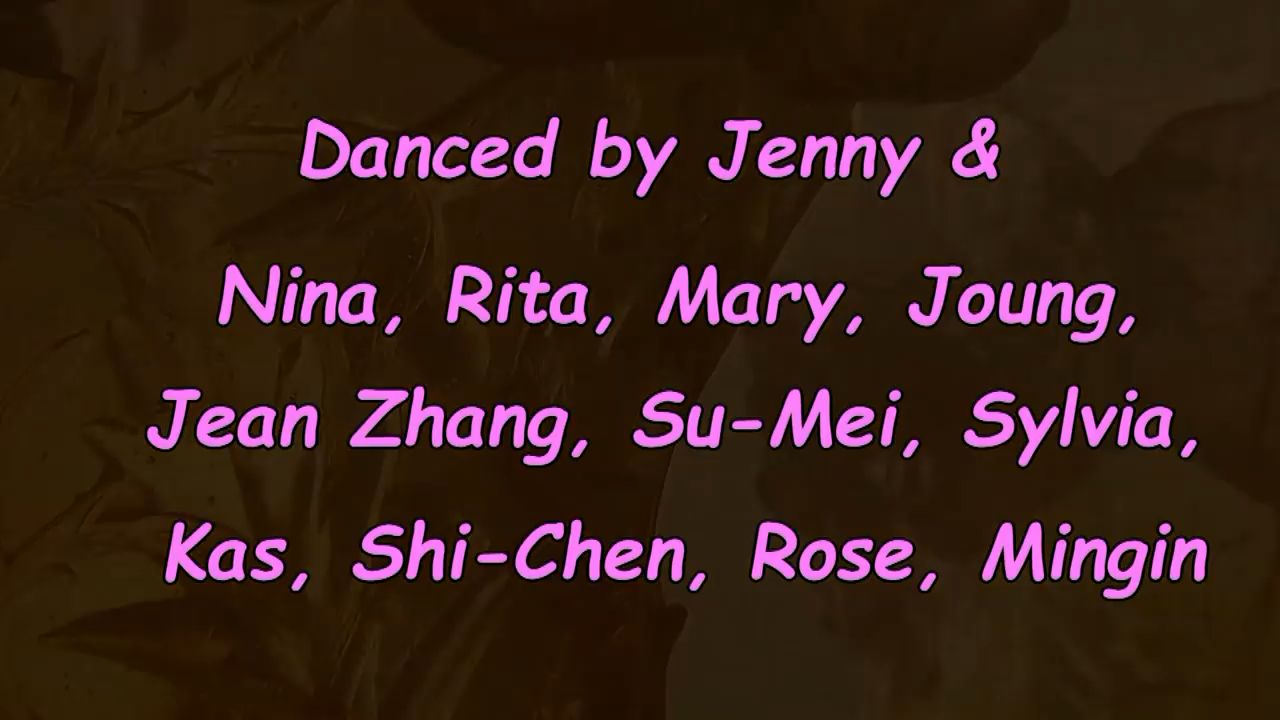 Danced by Jenny &
Nina, Rita, Mary, Joung,
Jean Zhang, Su-Mei, Sylvia,
Kas, Shi-Chen, Rose, Mingin